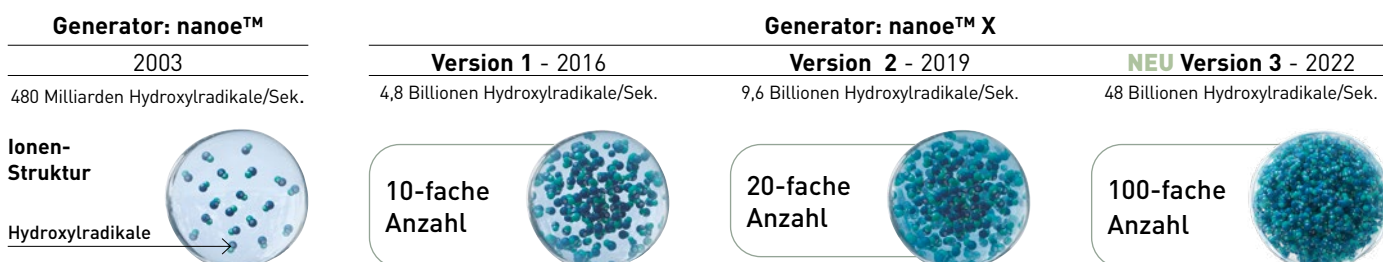 Generator: nanoe™
2003
480 Milliarden Hydroxylradikale/Sek.
Ionen-
Struktur
Hydroxylradikale
Generator: nanoe™ X
Version 1 - 2016
4,8 Billionen Hydroxylradikale/Sek.
10-fache
Anzahl
Version 2 - 2019
9,6 Billionen Hydroxylradikale/Sek.
20-fache
Anzahl
NEU Version 3 - 2022
48 Billionen Hydroxylradikale/Sek.
100-fache
Anzahl